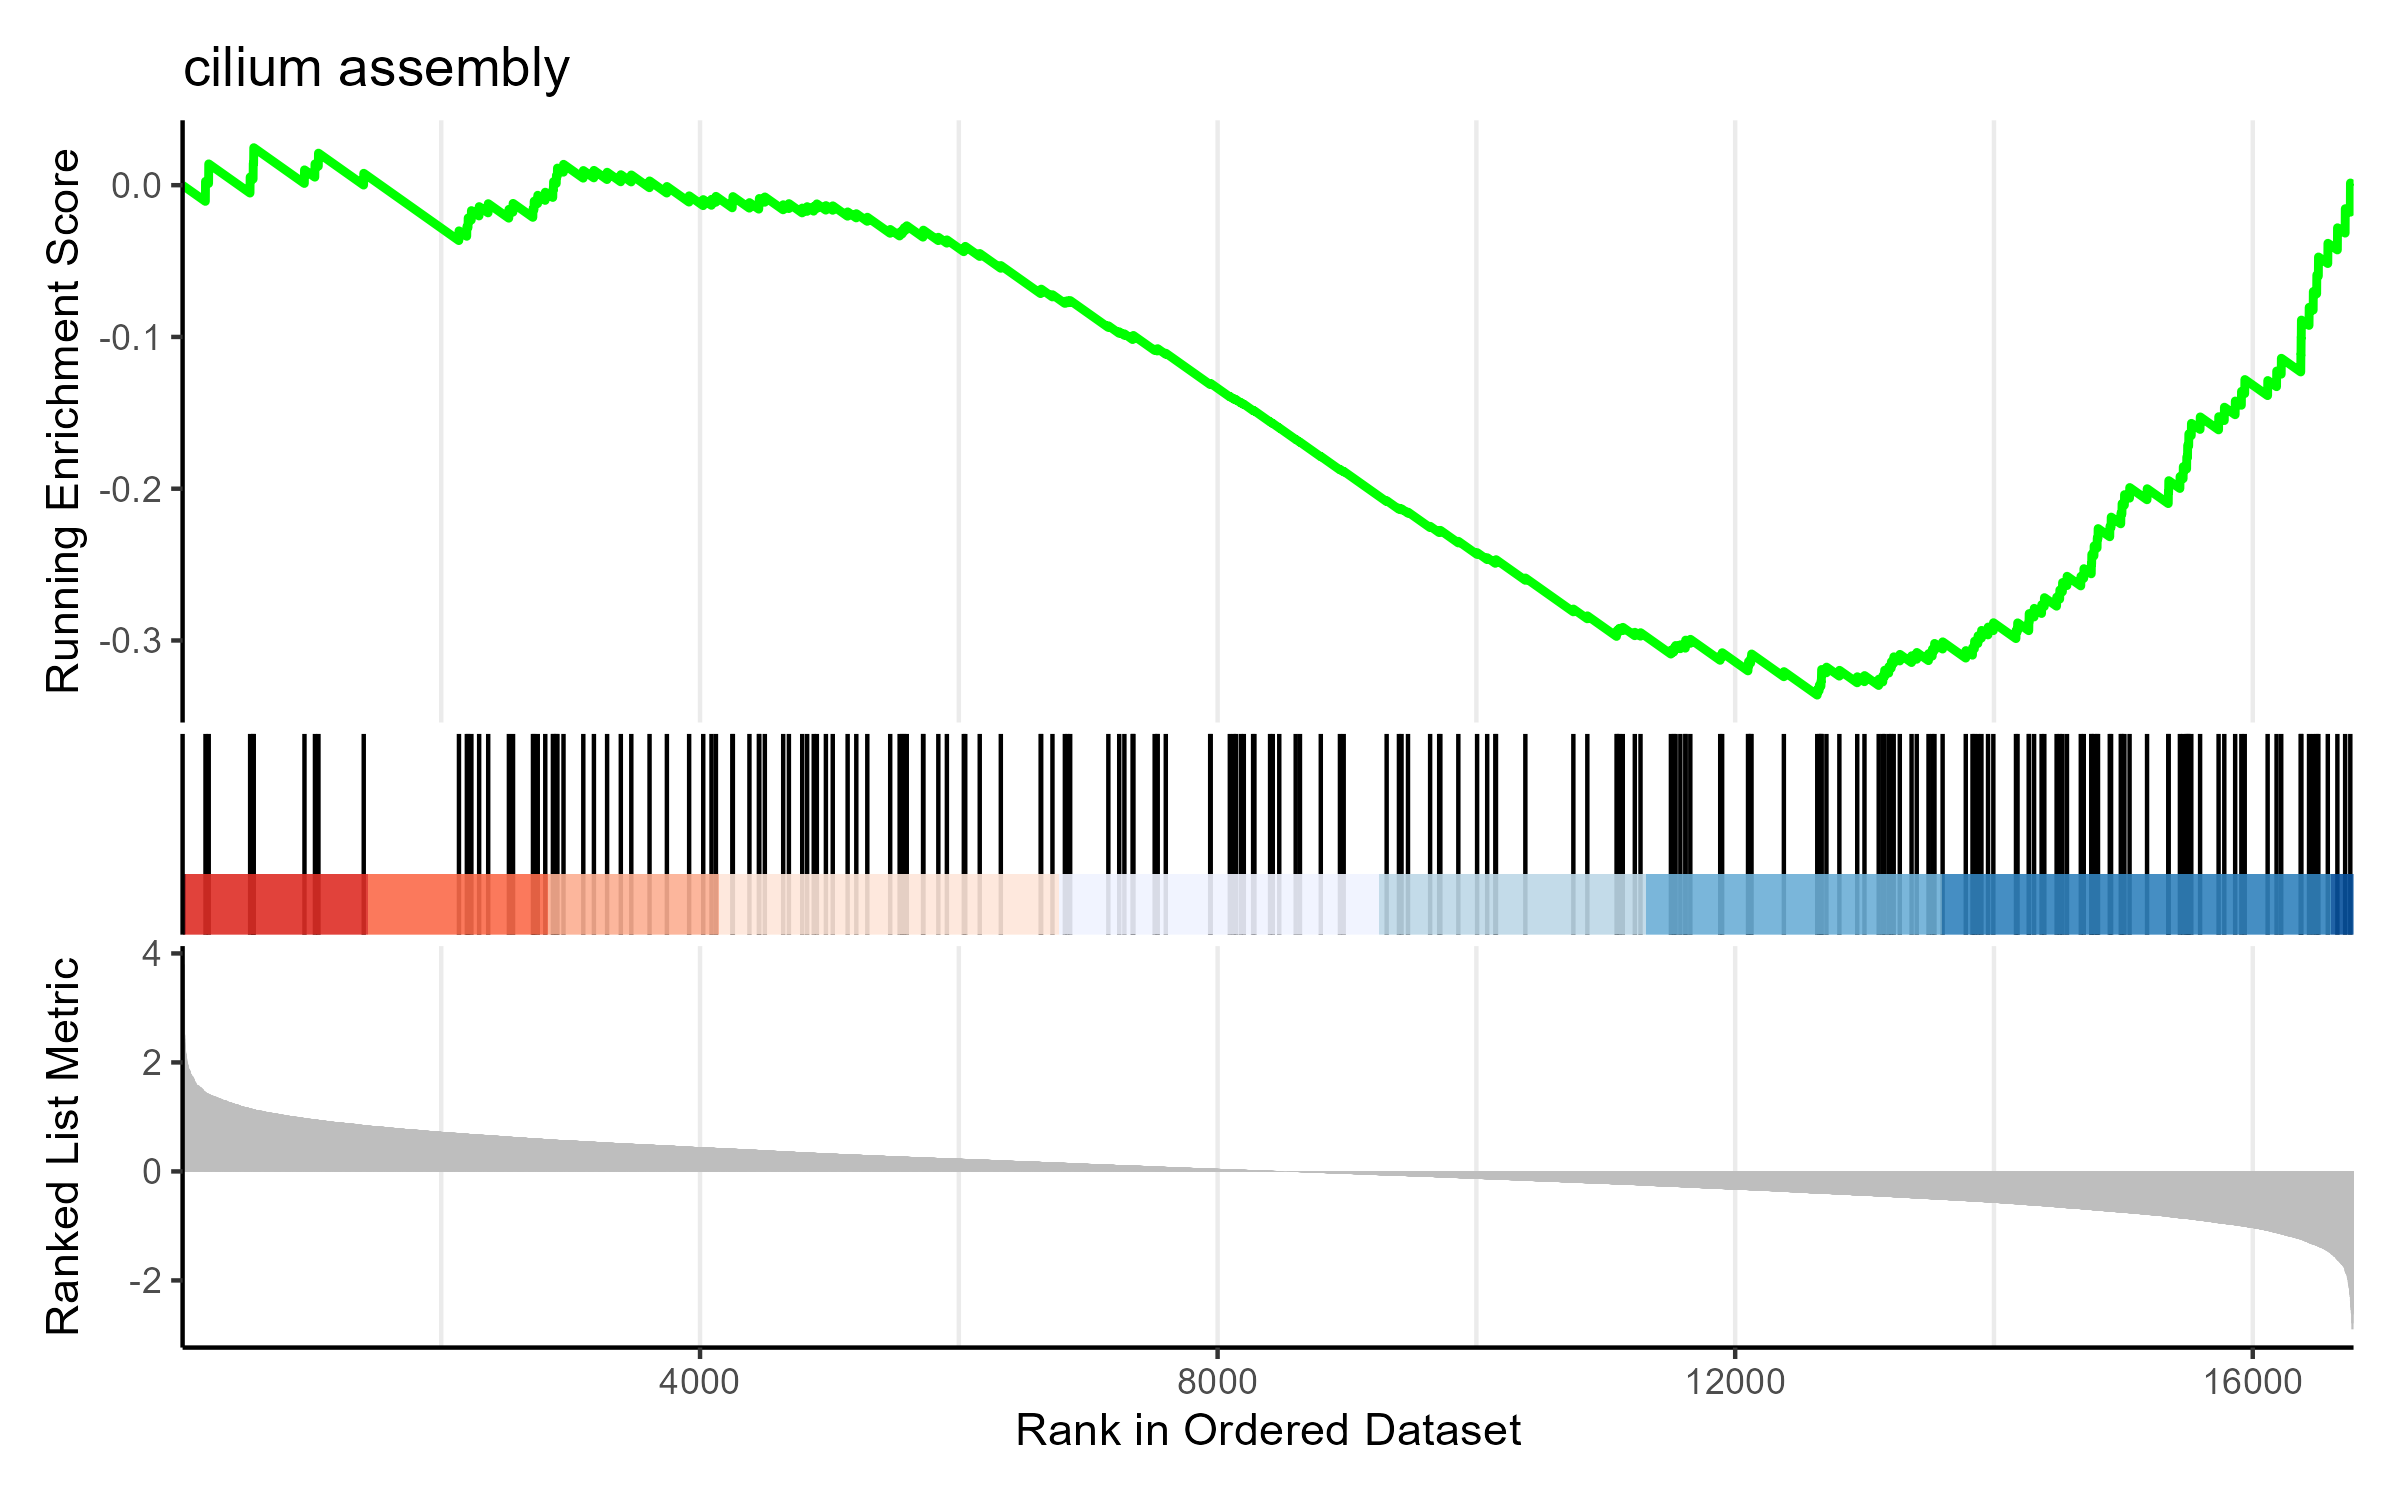 cilium assembly
Running Enrichment Score
0.0
-0.1
-0.2
-0.3
Ranked List Metric
4
2
0
-2
4000 8000 12000 16000
Rank in Ordered Dataset